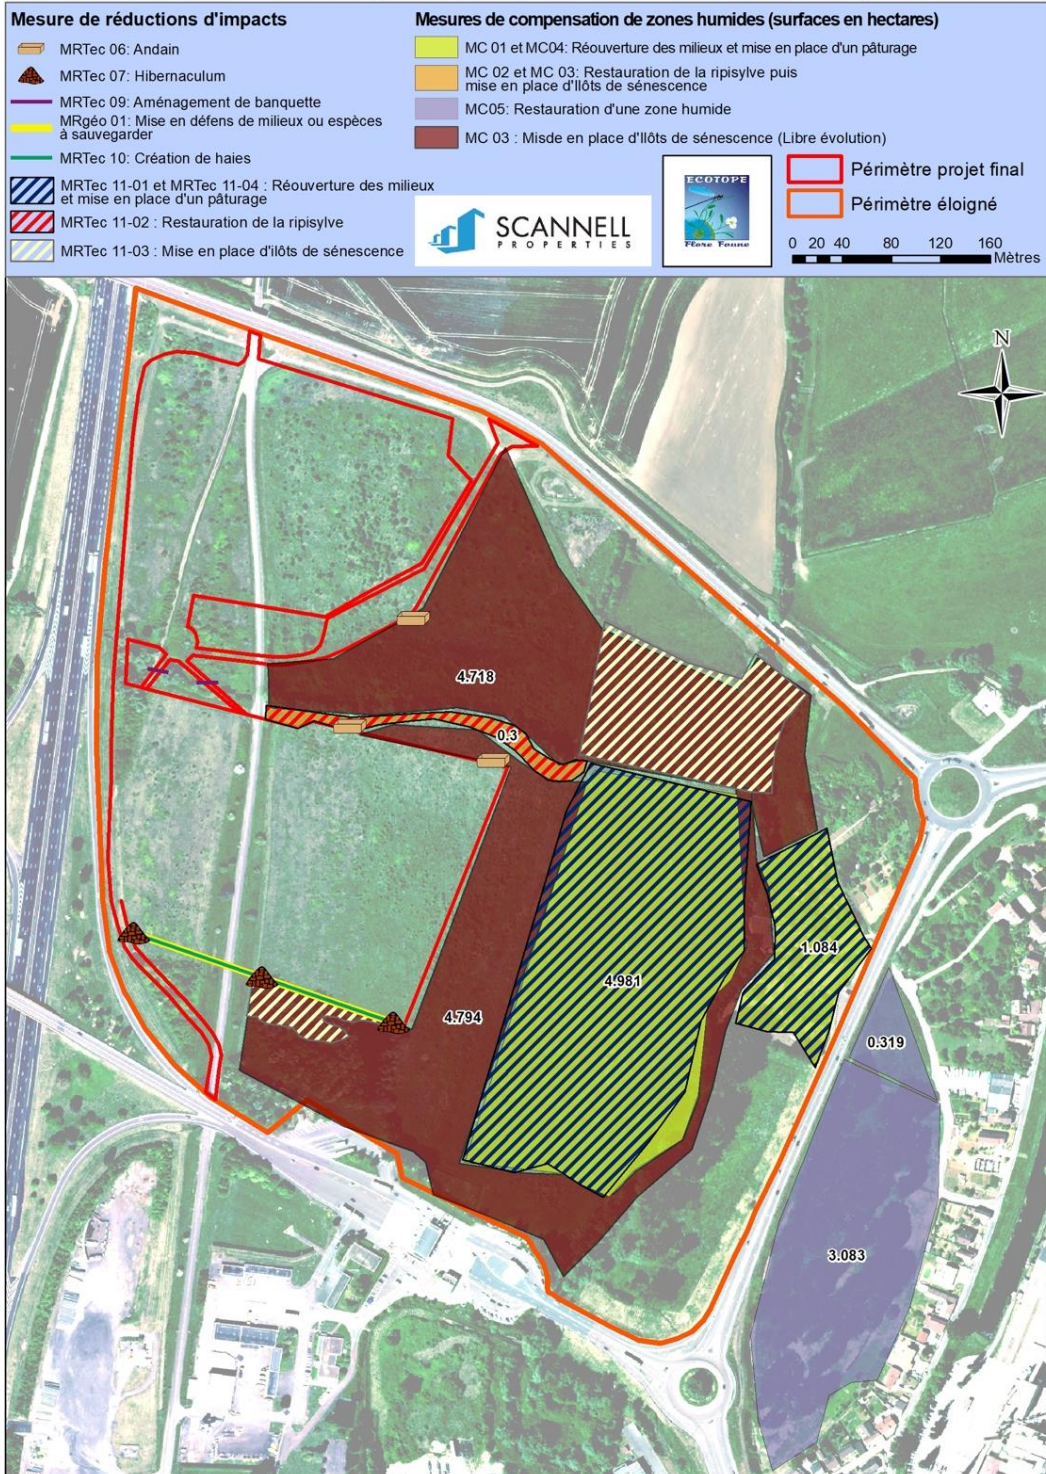 Mesure de réductions d'impacts
MRTec 06: Andain
MRTec 07: Hibernaculum
MRTec 09: Aménagement de banquette
MRgéo 01: Mise en défens de milieux ou espèces
à sauvegarder
MRTec 10: Création de haies
MRTec 11-01 et MRTec 11-04 : Réouverture des milieux
et mise en place d'un pâturage
MRTec 11-02 : Restauration de la ripisylve
MRTec 11-03 : Mise en place d'ilôts de sénescence
Mesures de compensation de zones humides (surfaces en hectares)
MC 01 et MC04: Réouverture des milieux et mise en place d'un pâturage
MC 02 et MC 03: Restauration de la ripisylve puis
mise en place d'Ilôts de sénescence
MC05: Restauration d'une zone humide
MC 03 : Misde en place d'Ilôts de sénescence (Libre évolution)
SCANNELL
PROPERTIES
ECOTOPE
Flore Faune
Périmètre projet final
Périmètre éloigné
0 20 40 80 120 160
Mètres
N
4.718
0.3
1.084
4.981
4.794
0.319
3.083